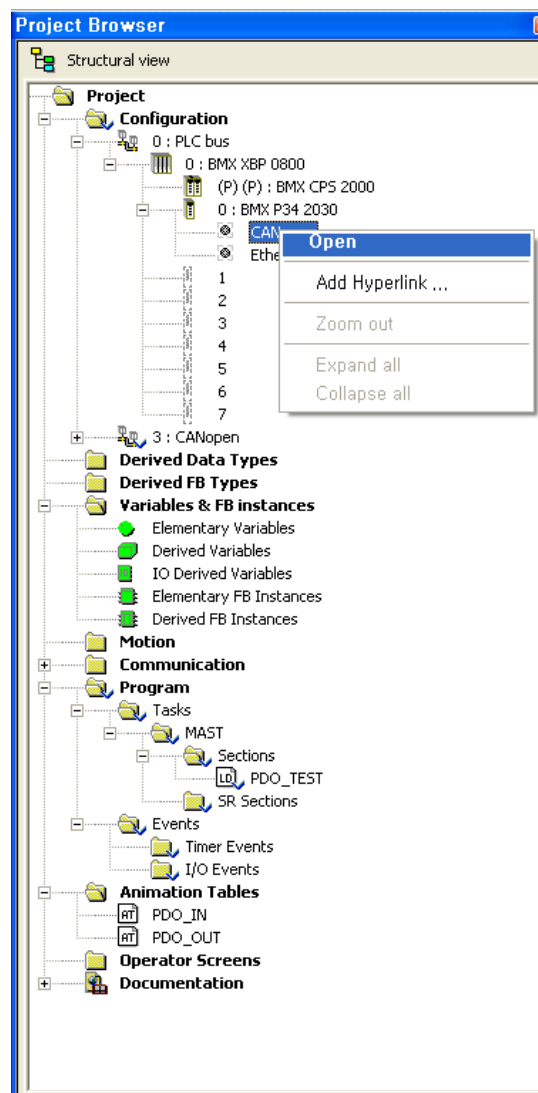 Project Browser
Structural view
Project
Configuration
0 : PLC bus
0 : BMX XBP 0800
(P) (P) : BMX CPS 2000
0 : BMX P34 2030
CAN
Open
Ethe
1
Add Hyperlink ...
2
3
Zoom out
4
5
Expand all
6
Collapse all
7
3 : CANopen
Derived Data Types
Derived FB Types
Variables & FB instances
Elementary Variables
Derived Variables
IO Derived Variables
Elementary FB Instances
Derived FB Instances
Motion
Communication
Program
Tasks
MAST
Sections
LD PDO_TEST
SR Sections
Events
Timer Events
I/O Events
Animation Tables
AT PDO_IN
AT PDO_OUT
Operator Screens
Documentation